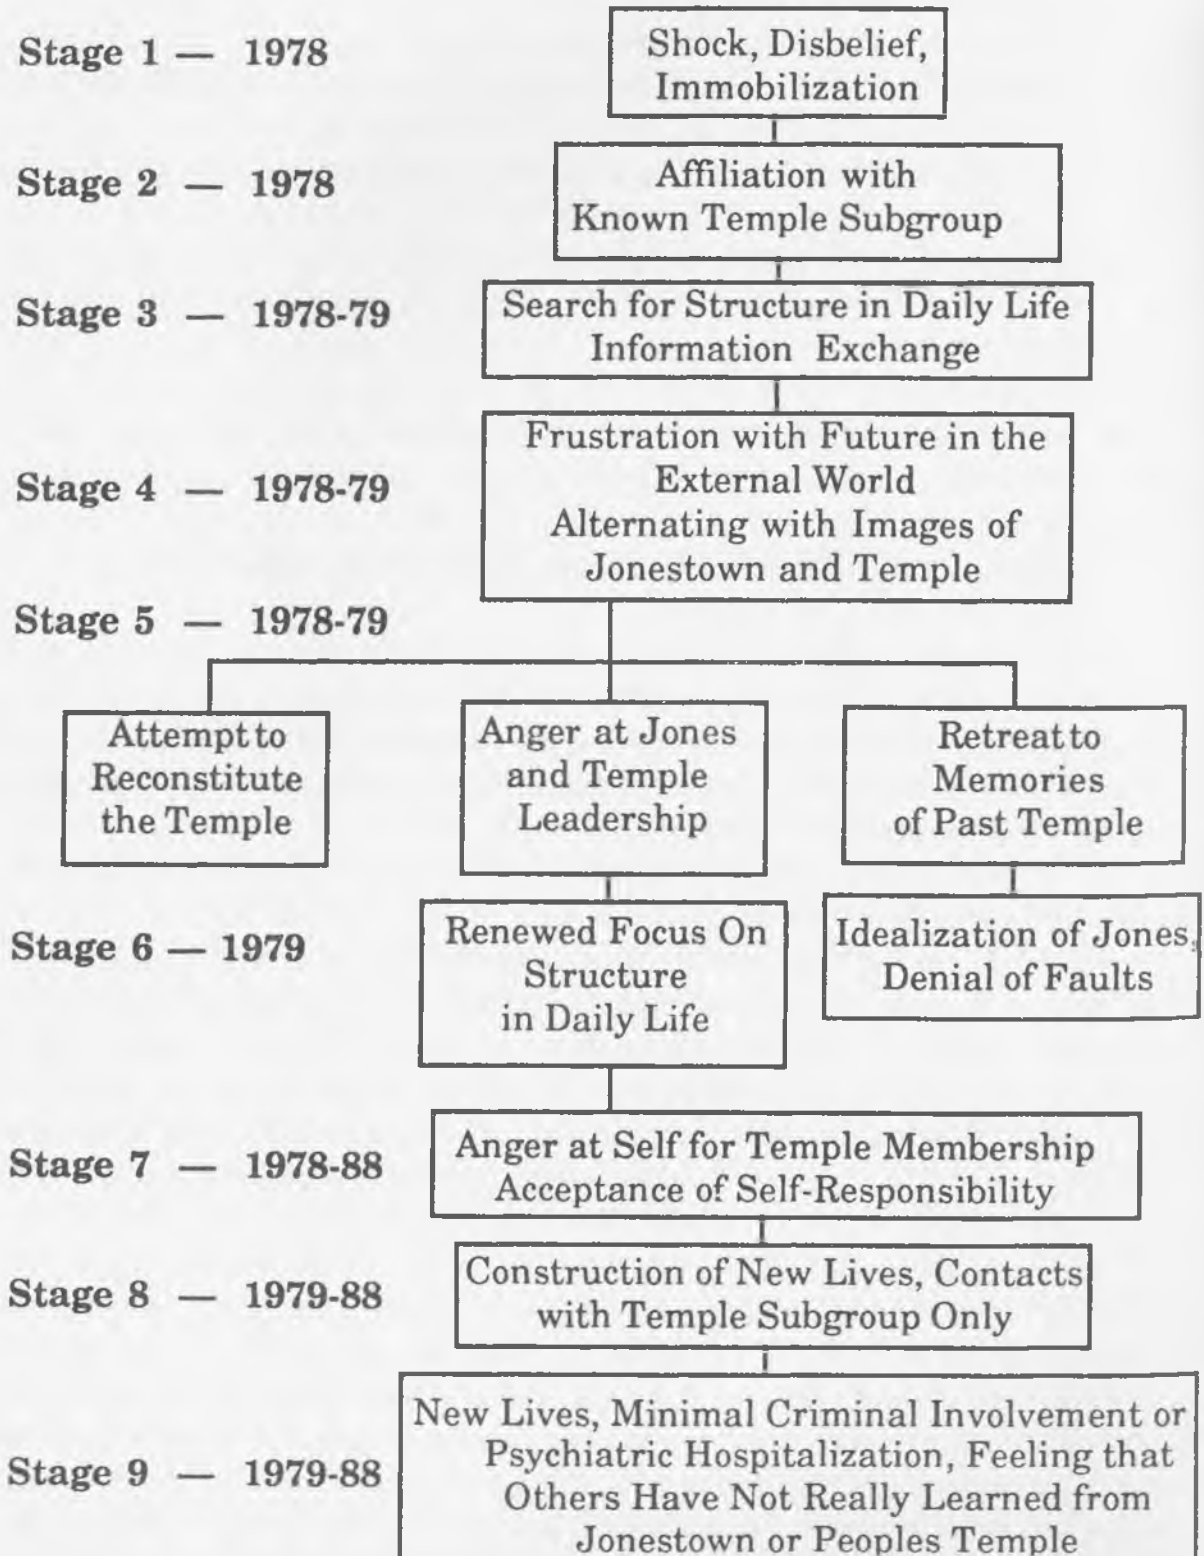 Stage 1 — 1978
Shock, Disbelief,
Immobilization
Stage 2 — 1978
Affiliation with
Known Temple Subgroup
Stage 3 — 1978-79
Search for Structure in Daily Life
Information Exchange
Stage 4 — 1978-79
Frustration with Future in the
External World
Alternating with Images of
Jonestown and Temple
Stage 5 — 1978-79
Attempt to
Reconstitute
the Temple
Anger at Jones
and Temple
Leadership
Retreat to
Memories
of Past Temple
Stage 6 — 1979
Renewed Focus On
Structure
in Daily Life
Idealization of Jones,
Denial of Faults
Stage 7 — 1978-88
Anger at Self for Temple Membership
Acceptance of Self-Responsibility
Stage 8 — 1979-88
Construction of New Lives, Contacts
with Temple Subgroup Only
Stage 9 — 1979-88
New Lives, Minimal Criminal Involvement or
Psychiatric Hospitalization, Feeling that
Others Have Not Really Learned from
Jonestown or Peoples Temple